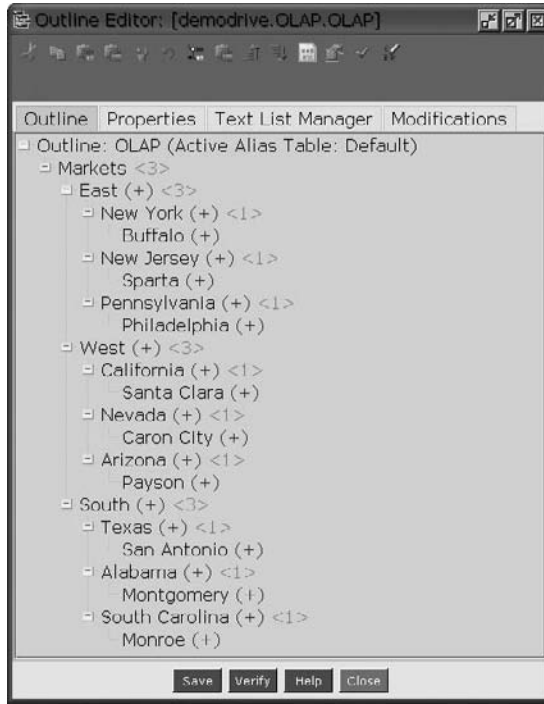 Outline Editor: [demodrive.OLAP.OLAP]
Outline Properties Text List Manager Modifications
Outline: OLAP (Active Alias Table: Default)
Markets <3>
East (+) <3>
New York (+) <1>
Buffalo (+)
New Jersey (+) <1>
Sparta (+)
Pennsylvania (+) <1>
Philadelphia (+)
West (+) <3>
California (+) <1>
Santa Clara (+)
Nevada (+) <1>
Caron City (+)
Arizona (+) <1>
Payson (+)
South (+) <3>
Texas (+) <1>
San Antonio (+)
Alabama (+) <1>
Montgomery (+)
South Carolina (+) <1>
Monroe (+)
Save Verify Help Close